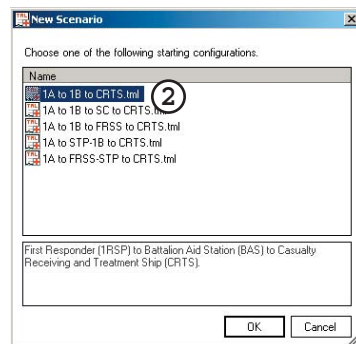 New Scenario
Choose one of the following starting configurations.
Name
1A to 1B to CRTS.tml
2
1A to 1B to SC to CRTS.tml
1A to 1B to FRSS to CRTS.tml
1A to STP-1B to CRTS.tml
1A to FRSS-STP to CRTS.tml
First Responder (1RSP) to Battalion Aid Station (BAS) to Casualty
Receiving and Treatment Ship (CRTS).
OK Cancel